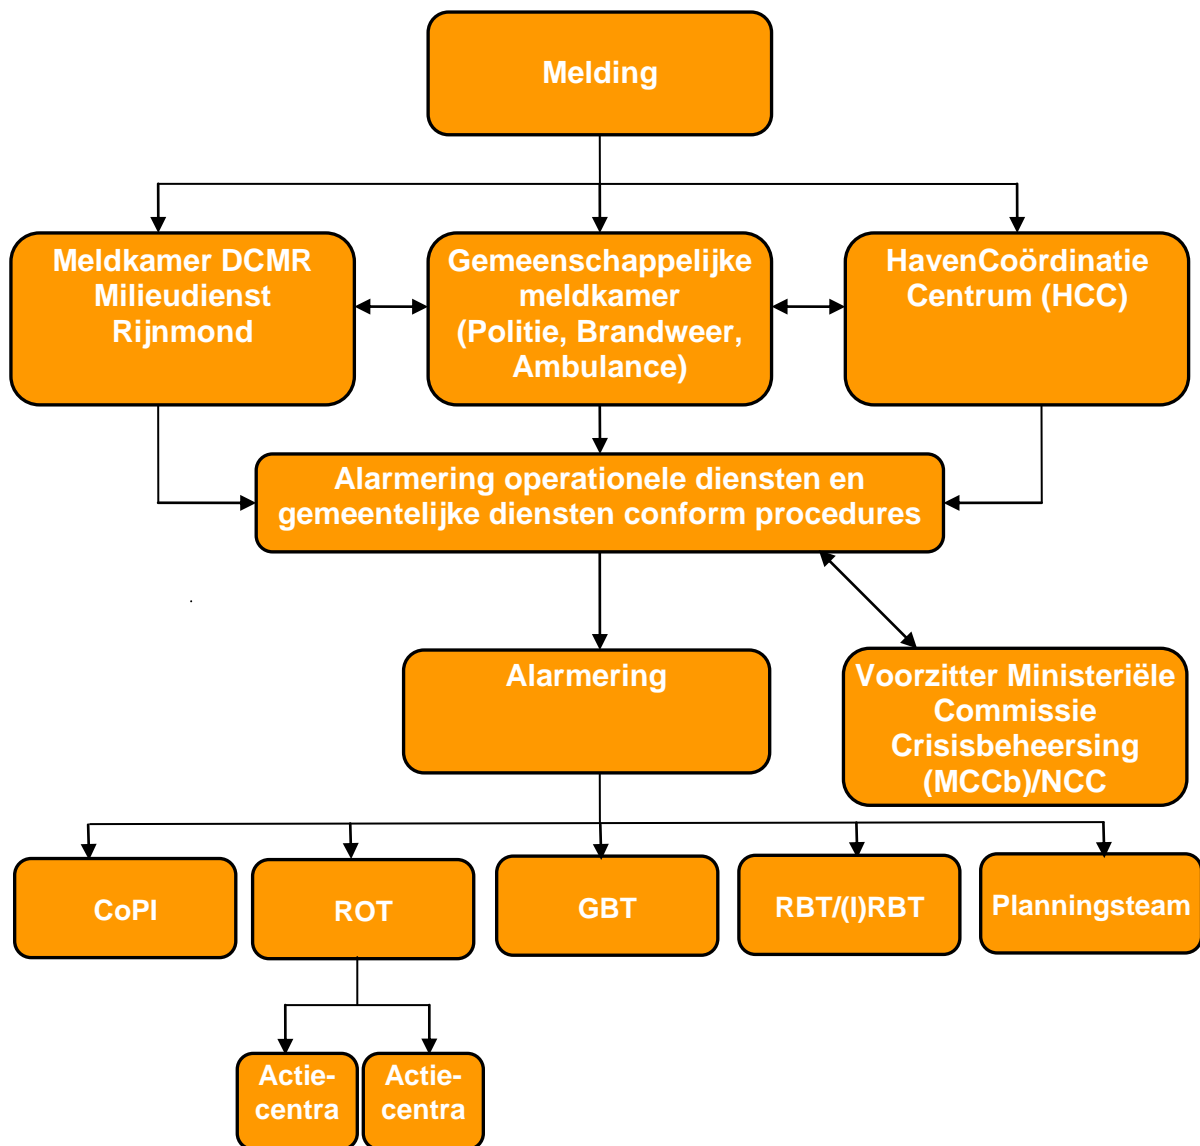 Melding
Meldkamer DCMR
Milieudienst
Rijnmond
Gemeenschappelijke
meldkamer
(Politie, Brandweer,
Ambulance)
HavenCoördinatie
Centrum (HCC)
Alarmering operationele diensten en
gemeentelijke diensten conform procedures
Alarmering
Voorzitter Ministeriële
Commissie
Crisisbeheersing
(MCCb)/NCC
CoPI
ROT
GBT
RBT/(I)RBT
Planningsteam
Actie-
centra
Actie-
centra